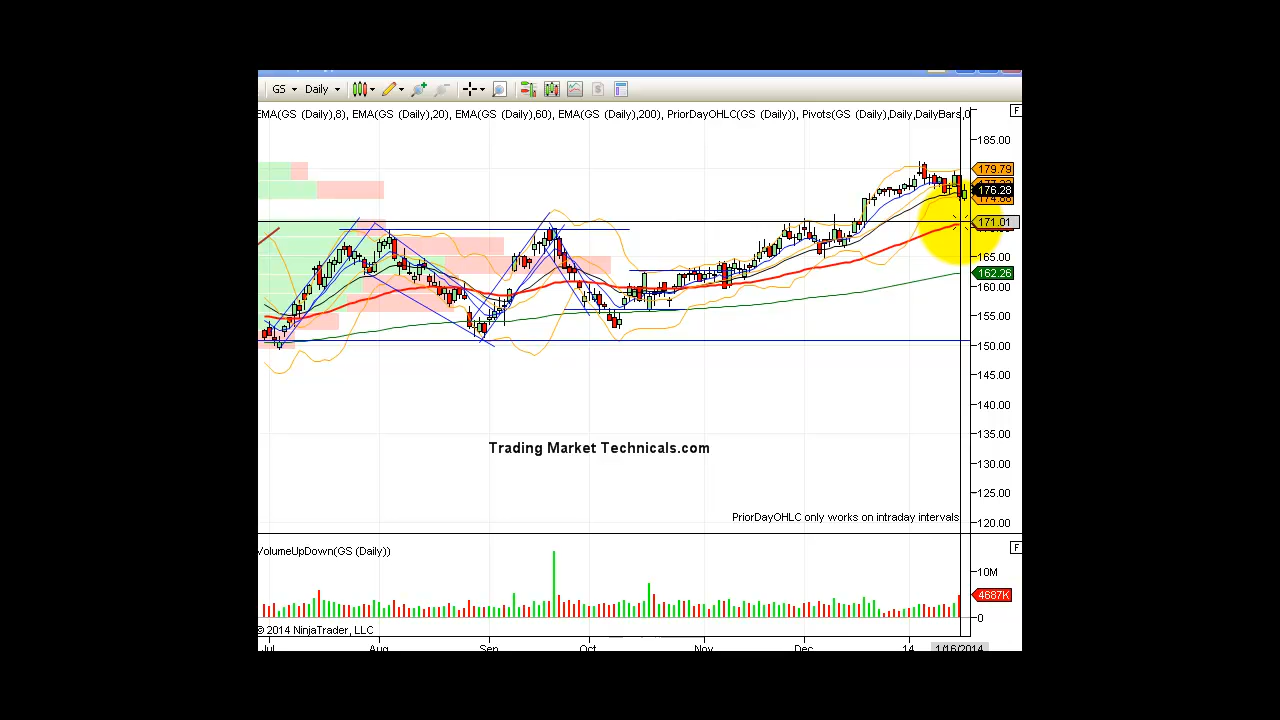 GS Daily
EMA(GS (Daily),8), EMA(GS (Daily),20), EMA(GS (Daily),60), EMA(GS (Daily),200), PriorDayOHLC(GS (Daily)), Pivots(GS (Daily),Daily,DailyBars,0
F
185.00
179.79
176.28
174.88
171.01
165.00
162.26
160.00
155.00
150.00
145.00
140.00
135.00
130.00
125.00
120.00
Trading Market Technicals.com
PriorDayOHLC only works on intraday intervals
VolumeUpDown(GS (Daily))
F
10M
4687K
0
© 2014 NinjaTrader, LLC
Jul Aug Sep Oct Nov Dec 14 1/16/2014